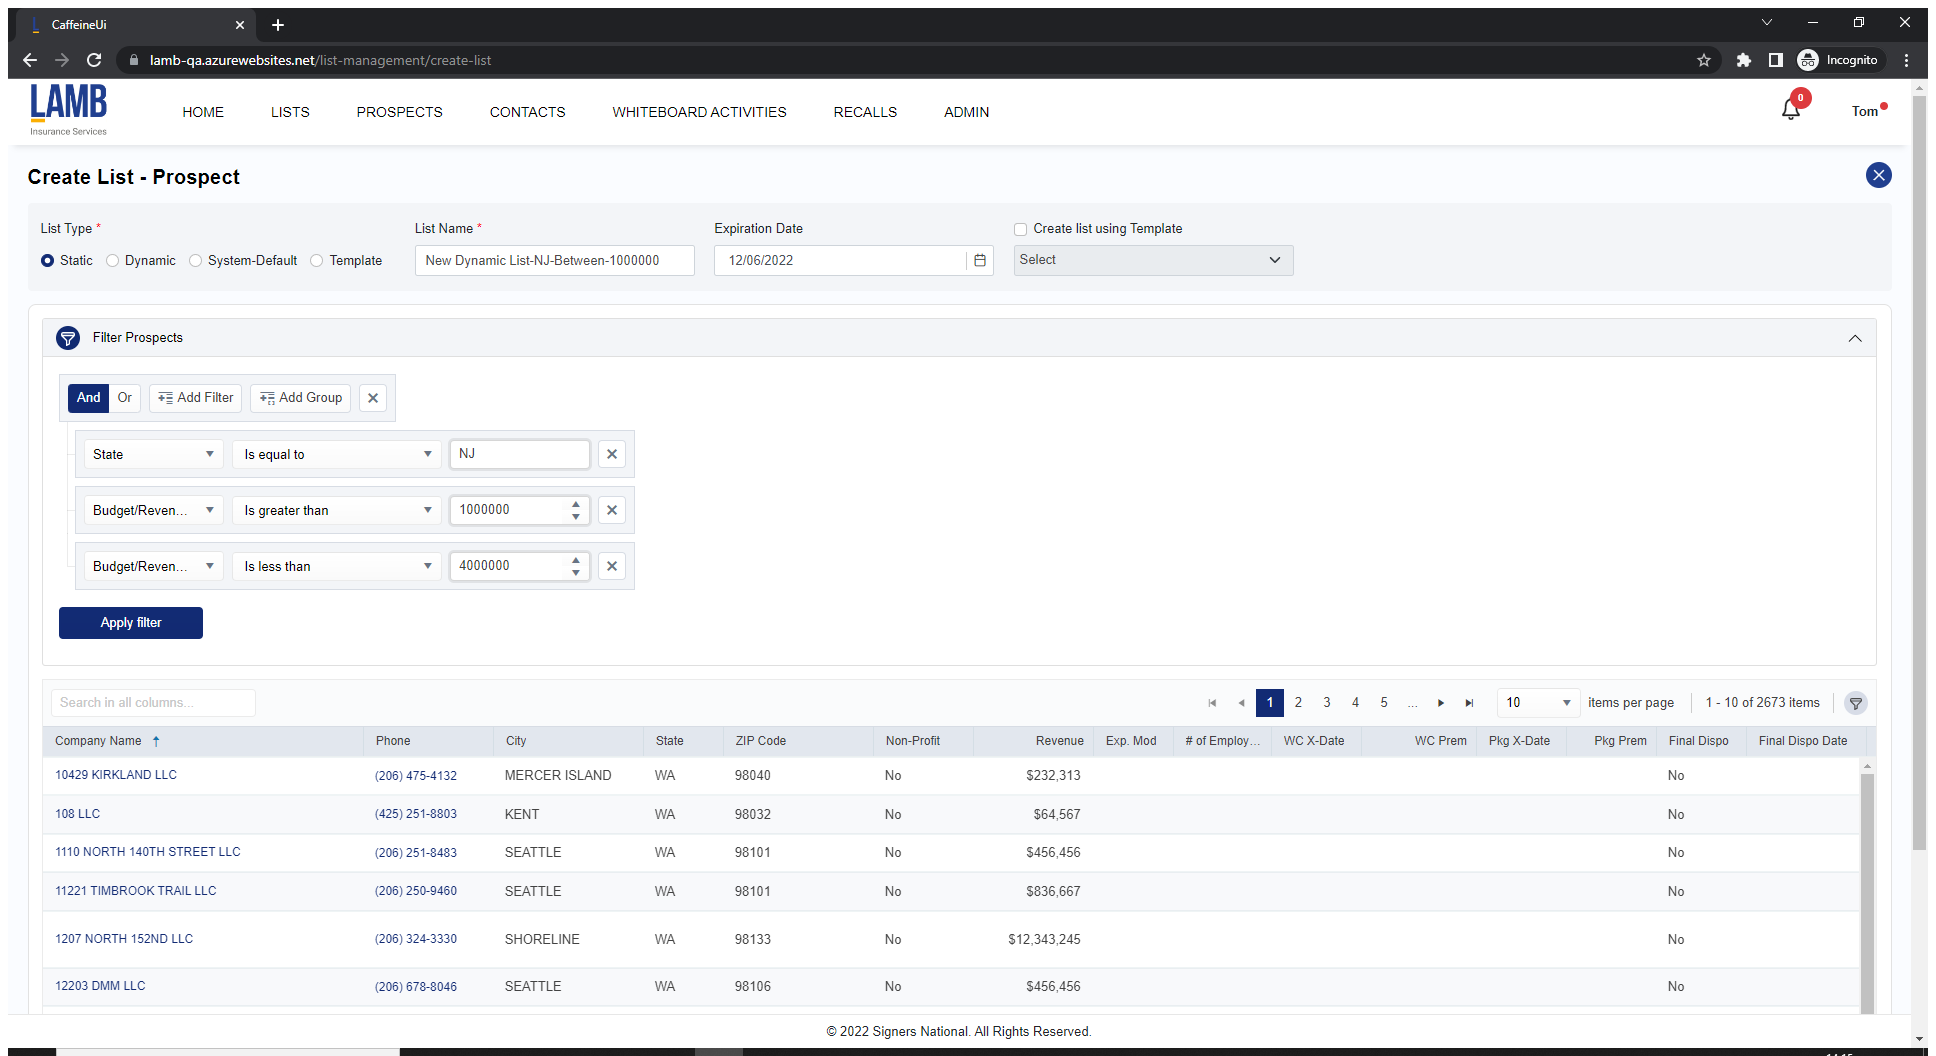 CaffeineUi
lamb-qa.azurewebsites.net/list-management/create-list
Incognito
LAMB
Insurance Services
HOME LISTS PROSPECTS CONTACTS WHITEBOARD ACTIVITIES RECALLS ADMIN
0
Tom
Create List - Prospect
List Type * List Name * Expiration Date Create list using Template
Static Dynamic System-Default Template New Dynamic List-NJ-Between-1000000 12/06/2022 Select
Filter Prospects
And Or Add Filter Add Group
State Is equal to NJ
Budget/Reven... Is greater than 1000000
Budget/Reven... Is less than 4000000
Apply filter
Search in all columns... 1 2 3 4 5 ... 10 items per page 1 - 10 of 2673 items
Company Name Phone City State ZIP Code Non-Profit Revenue Exp. Mod # of Employ... WC X-Date WC Prem Pkg X-Date Pkg Prem Final Dispo Final Dispo Date
10429 KIRKLAND LLC (206) 475-4132 MERCER ISLAND WA 98040 No $232,313 No
108 LLC (425) 251-8803 KENT WA 98032 No $64,567 No
1110 NORTH 140TH STREET LLC (206) 251-8483 SEATTLE WA 98101 No $456,456 No
11221 TIMBROOK TRAIL LLC (206) 250-9460 SEATTLE WA 98101 No $836,667 No
1207 NORTH 152ND LLC (206) 324-3330 SHORELINE WA 98133 No $12,343,245 No
12203 DMM LLC (206) 678-8046 SEATTLE WA 98106 No $456,456 No
© 2022 Signers National. All Rights Reserved.